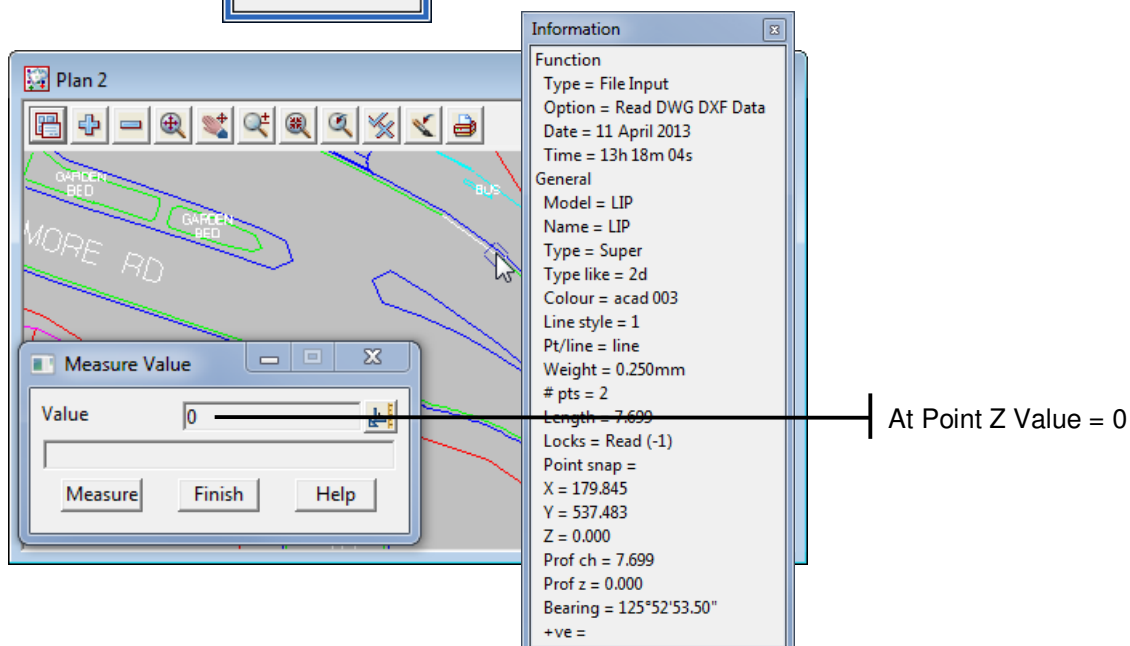 Plan 2
GARDEN
BED
GARDEN
BED
BUS
MORE RD
Measure Value
Value 0
Measure Finish Help
Information
Function
Type = File Input
Option = Read DWG DXF Data
Date = 11 April 2013
Time = 13h 18m 04s
General
Model = LIP
Name = LIP
Type = Super
Type like = 2d
Colour = acad 003
Line style = 1
Pt/line = line
Weight = 0.250mm
# pts = 2
Length = 7.699
Locks = Read (-1)
Point snap =
X = 179.845
Y = 537.483
Z = 0.000
Prof ch = 7.699
Prof z = 0.000
Bearing = 125°52'53.50"
+ve =
At Point Z Value = 0